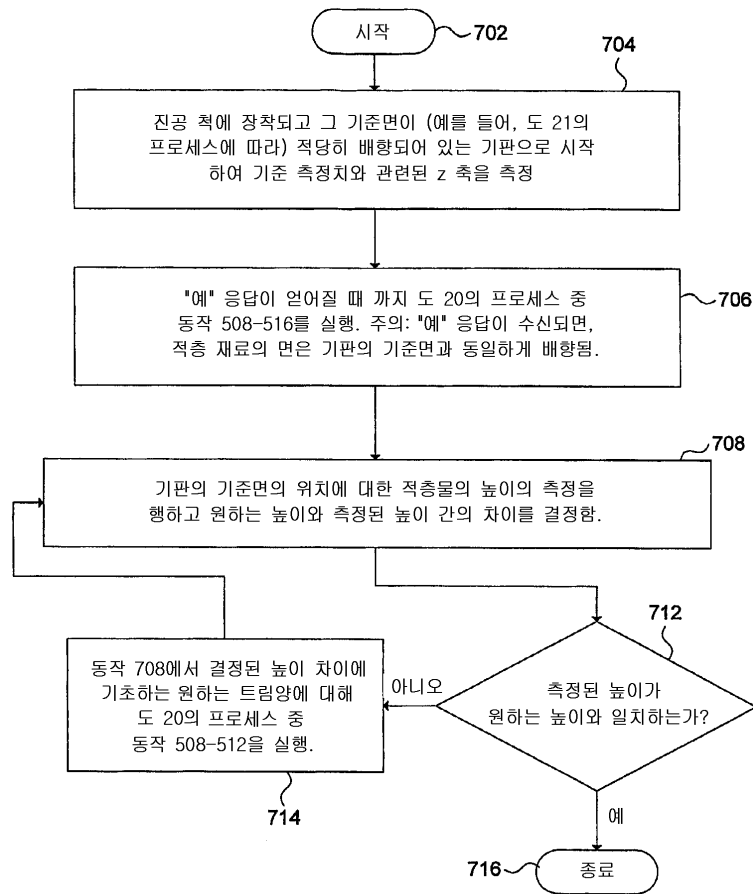 시작
702
704
진공 척에 장착되고 그 기준면이 (예를 들어, 도 21의
프로세스에 따라) 적당히 배향되어 있는 기판으로 시작
하여 기준 측정치와 관련된 z 축을 측정
"예" 응답이 얻어질 때 까지 도 20의 프로세스 중
동작 508-516를 실행. 주의: "예" 응답이 수신되면,
적층 재료의 면은 기판의 기준면과 동일하게 배향됨.
706
708
기판의 기준면의 위치에 대한 적층물의 높이의 측정을
행하고 원하는 높이와 측정된 높이 간의 차이를 결정함.
712
측정된 높이가
원하는 높이와 일치하는가?
아니오
동작 708에서 결정된 높이 차이에
기초하는 원하는 트림양에 대해
도 20의 프로세스 중
동작 508-512을 실행.
714
예
716
종료